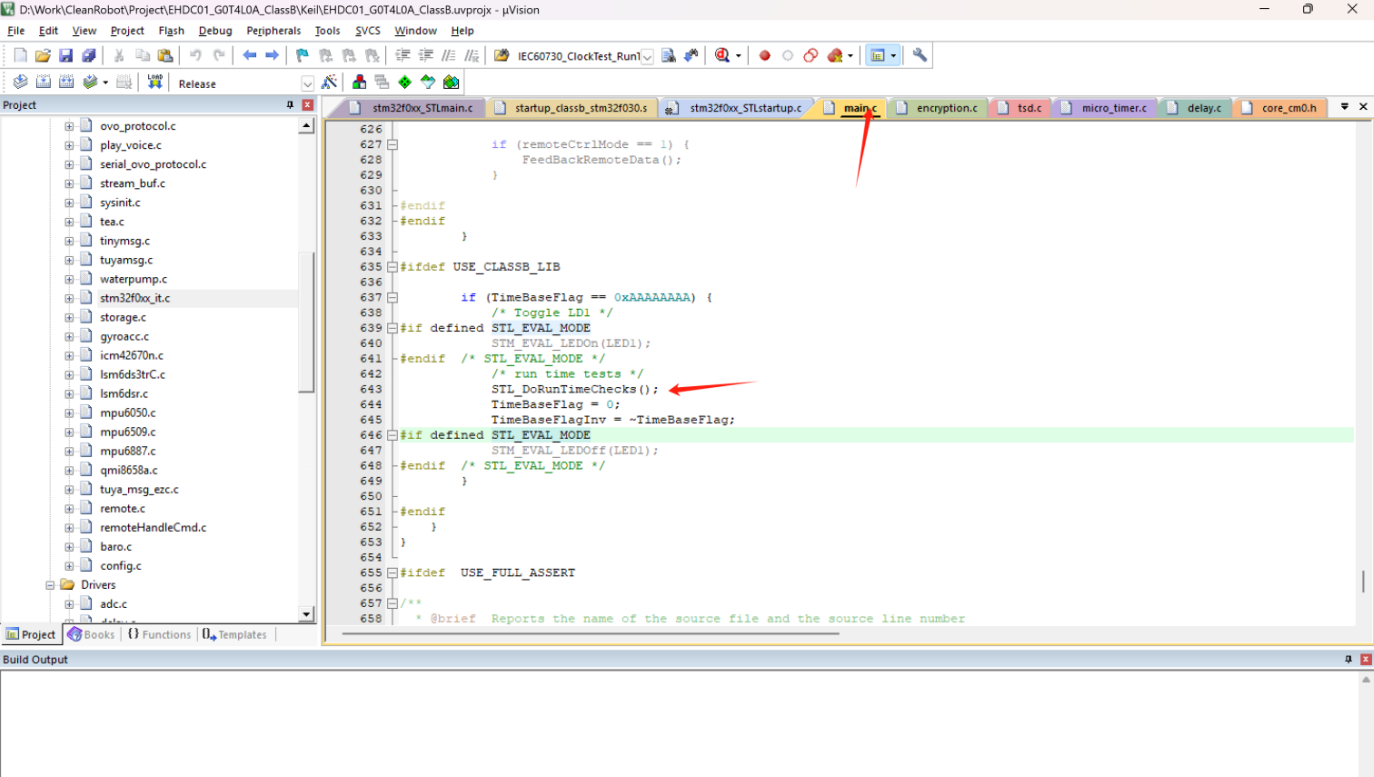 D:\Work\CleanRobot\Project\EHDC01_G0T4L0A_ClassB\Keil\EHDC01_G0T4L0A_ClassB.uvprojx - µVision
File Edit View Project Flash Debug Peripherals Tools SVCS Window Help
IEC60730_ClockTest_RunT
LOAD Release
Project
stm32f0xx_STLmain.c startup_classb_stm32f030.s stm32f0xx_STLstartup.c main.c encryption.c tsd.c micro_timer.c delay.c core_cm0.h
ovo_protocol.c
play_voice.c
serial_ovo_protocol.c
stream_buf.c
sysinit.c
tea.c
tinymsg.c
tuyamsg.c
waterpump.c
stm32f0xx_it.c
storage.c
gyroacc.c
icm42670n.c
lsm6ds3trC.c
lsm6dsr.c
mpu6050.c
mpu6509.c
mpu6887.c
qmi8658a.c
tuya_msg_ezc.c
remote.c
remoteHandleCmd.c
baro.c
config.c
Drivers
adc.c
Project Books {} Functions Templates
626
627 if (remoteCtrlMode == 1) {
628 FeedBackRemoteData();
629 }
630
631 #endif
632 #endif
633 }
634
635 #ifdef USE_CLASSB_LIB
636
637 if (TimeBaseFlag == 0xAAAAAAAA) {
638 /* Toggle LD1 */
639 #if defined STL_EVAL_MODE
640 STM_EVAL_LEDOn(LED1);
641 #endif /* STL_EVAL_MODE */
642 /* run time tests */
643 STL_DoRunTimeChecks();
644 TimeBaseFlag = 0;
645 TimeBaseFlagInv = ~TimeBaseFlag;
646 #if defined STL_EVAL_MODE
647 STM_EVAL_LEDOff(LED1);
648 #endif /* STL_EVAL_MODE */
649 }
650
651 #endif
652 }
653 }
654
655 #ifdef USE_FULL_ASSERT
656
657 /**
658 * @brief Reports the name of the source file and the source line number
Build Output